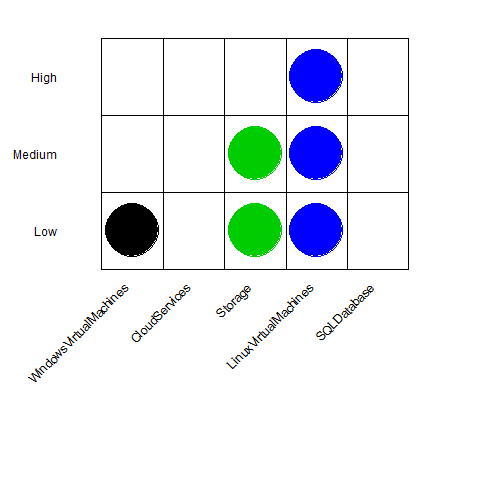 High
Medium
Low
WindowsVirtualMachines
CloudServices
Storage
LinuxVirtualMachines
SQLDatabase